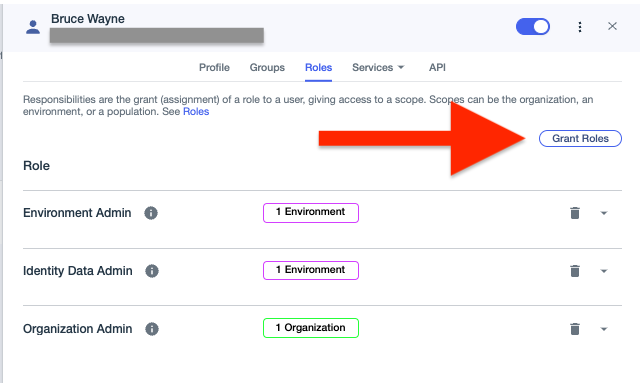 Bruce Wayne
Profile Groups Roles Services API
Responsibilities are the grant (assignment) of a role to a user, giving access to a scope. Scopes can be the organization, an
environment, or a population. See Roles
Grant Roles
Role
Environment Admin 1 Environment
Identity Data Admin 1 Environment
Organization Admin 1 Organization